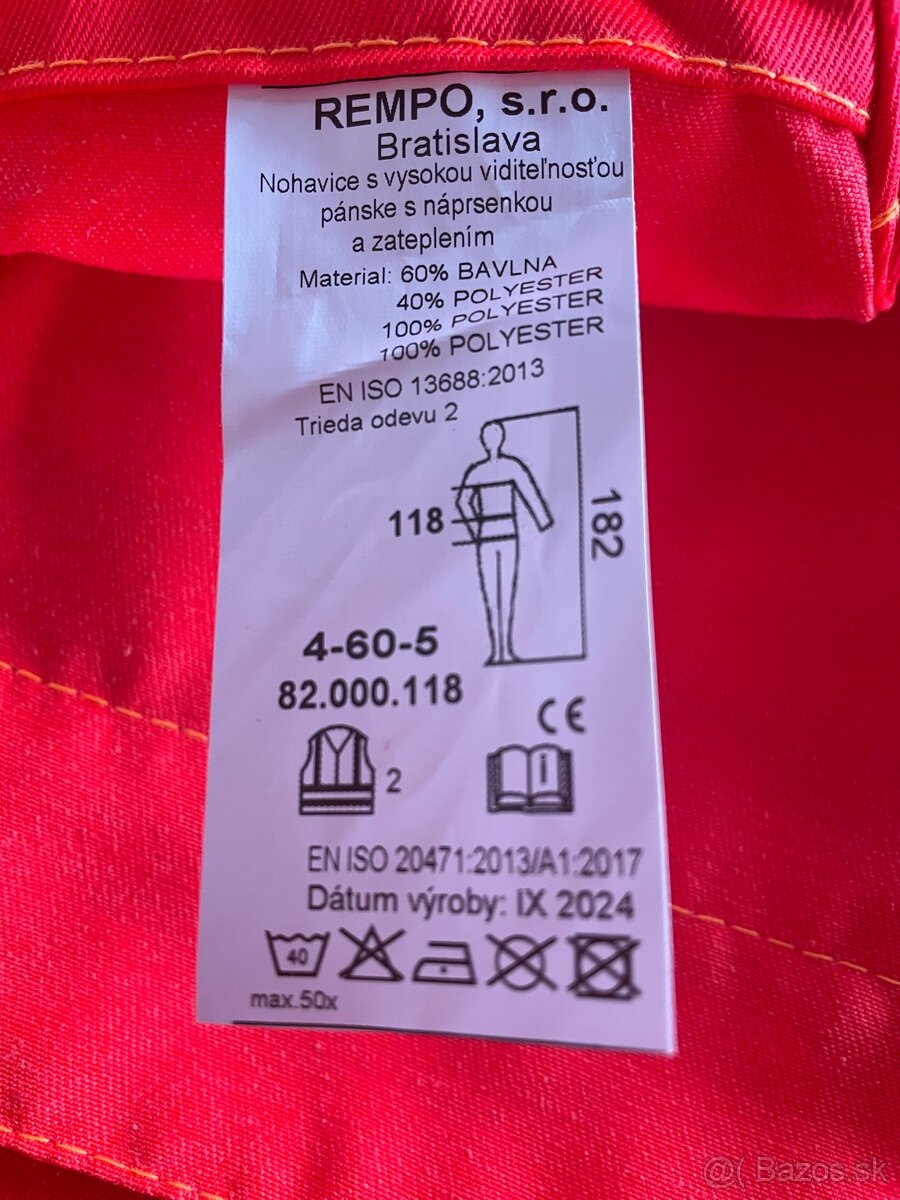 REMPO, s.r.o.
Bratislava
Nohavice s vysokou viditeľnosťou
pánske s náprsenkou
a zateplením
Material: 60% BAVLNA
40% POLYESTER
100% POLYESTER
100% POLYESTER
EN ISO 13688:2013
Trieda odevu 2
118
182
4-60-5
82.000.118
CE
2
i
EN ISO 20471:2013/A1:2017
Dátum výroby: IX 2024
40
max.50x
@( Bazos.sk